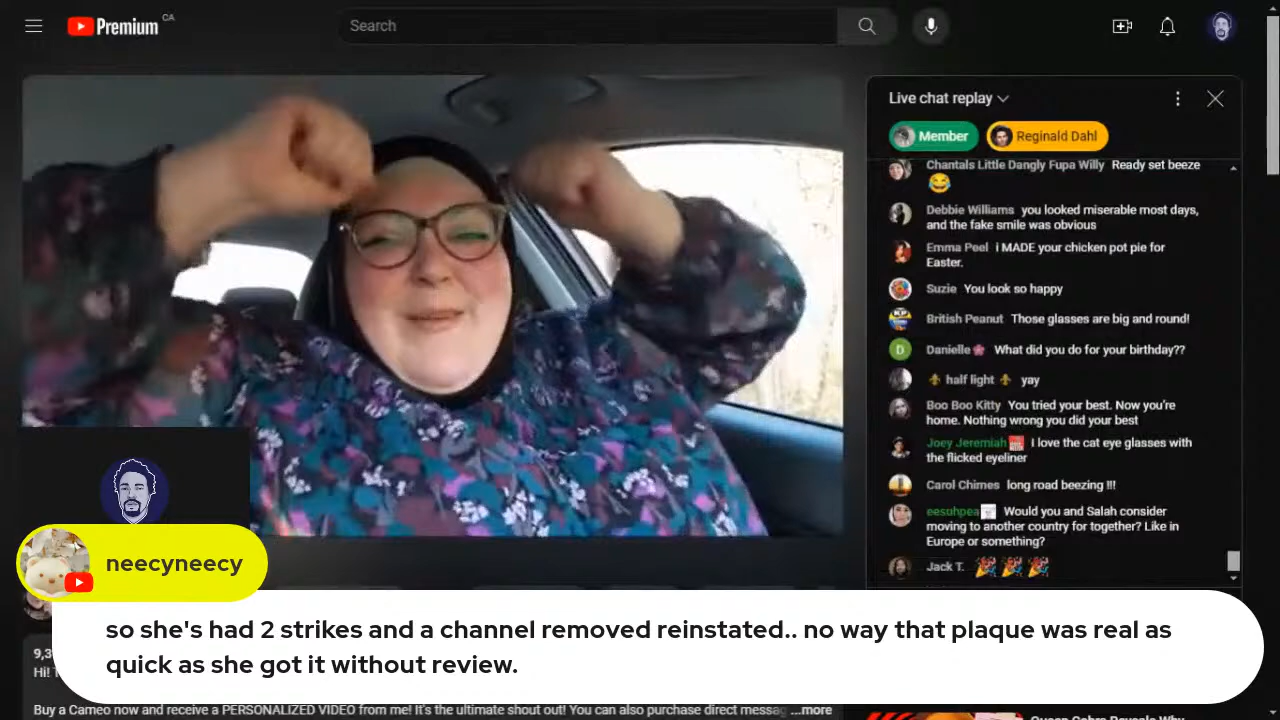 Premium CA
Search
Live chat replay
Member
Reginald Dahl
Chantals Little Dangly Fupa Willy Ready set beeze
😂
Debbie Williams you looked miserable most days,
and the fake smile was obvious
Emma Peel i MADE your chicken pot pie for
Easter.
Suzie You look so happy
British Peanut Those glasses are big and round!
D
Danielle🌸 What did you do for your birthday??
⚜ half light ⚜ yay
Boo Boo Kitty You tried your best. Now you're
home. Nothing wrong you did your best
Joey Jeremiah I love the cat eye glasses with
the flicked eyeliner
Carol Chimes long road beezing !!!
eesuhpea Would you and Salah consider
moving to another country for together? Like in
Europe or something?
Jack T. 🎉🎉🎉
neecyneecy
so she's had 2 strikes and a channel removed reinstated.. no way that plaque was real as
quick as she got it without review.
9,3
Hi!
Buy a Cameo now and receive a PERSONALIZED VIDEO from me! It's the ultimate shout out! You can also purchase direct messag ...more
Queen Cobra Reveals Why